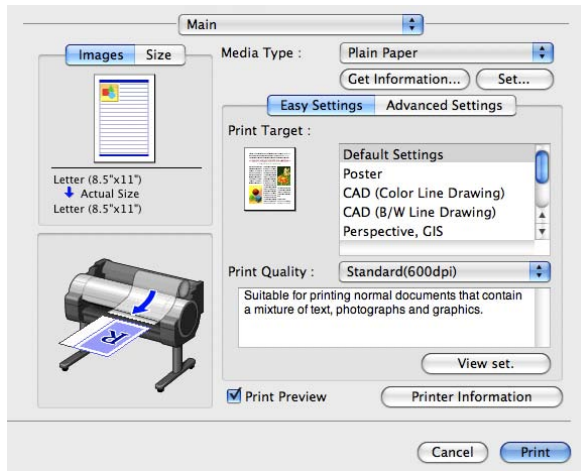 Main
Images Size
Media Type : Plain Paper
Get Information... Set...
Easy Settings Advanced Settings
Print Target :
Default Settings
Poster
CAD (Color Line Drawing)
CAD (B/W Line Drawing)
Perspective, GIS
Letter (8.5"x11")
Actual Size
Letter (8.5"x11")
Print Quality : Standard(600dpi)
Suitable for printing normal documents that contain
a mixture of text, photographs and graphics.
View set.
Print Preview
Printer Information
Cancel Print